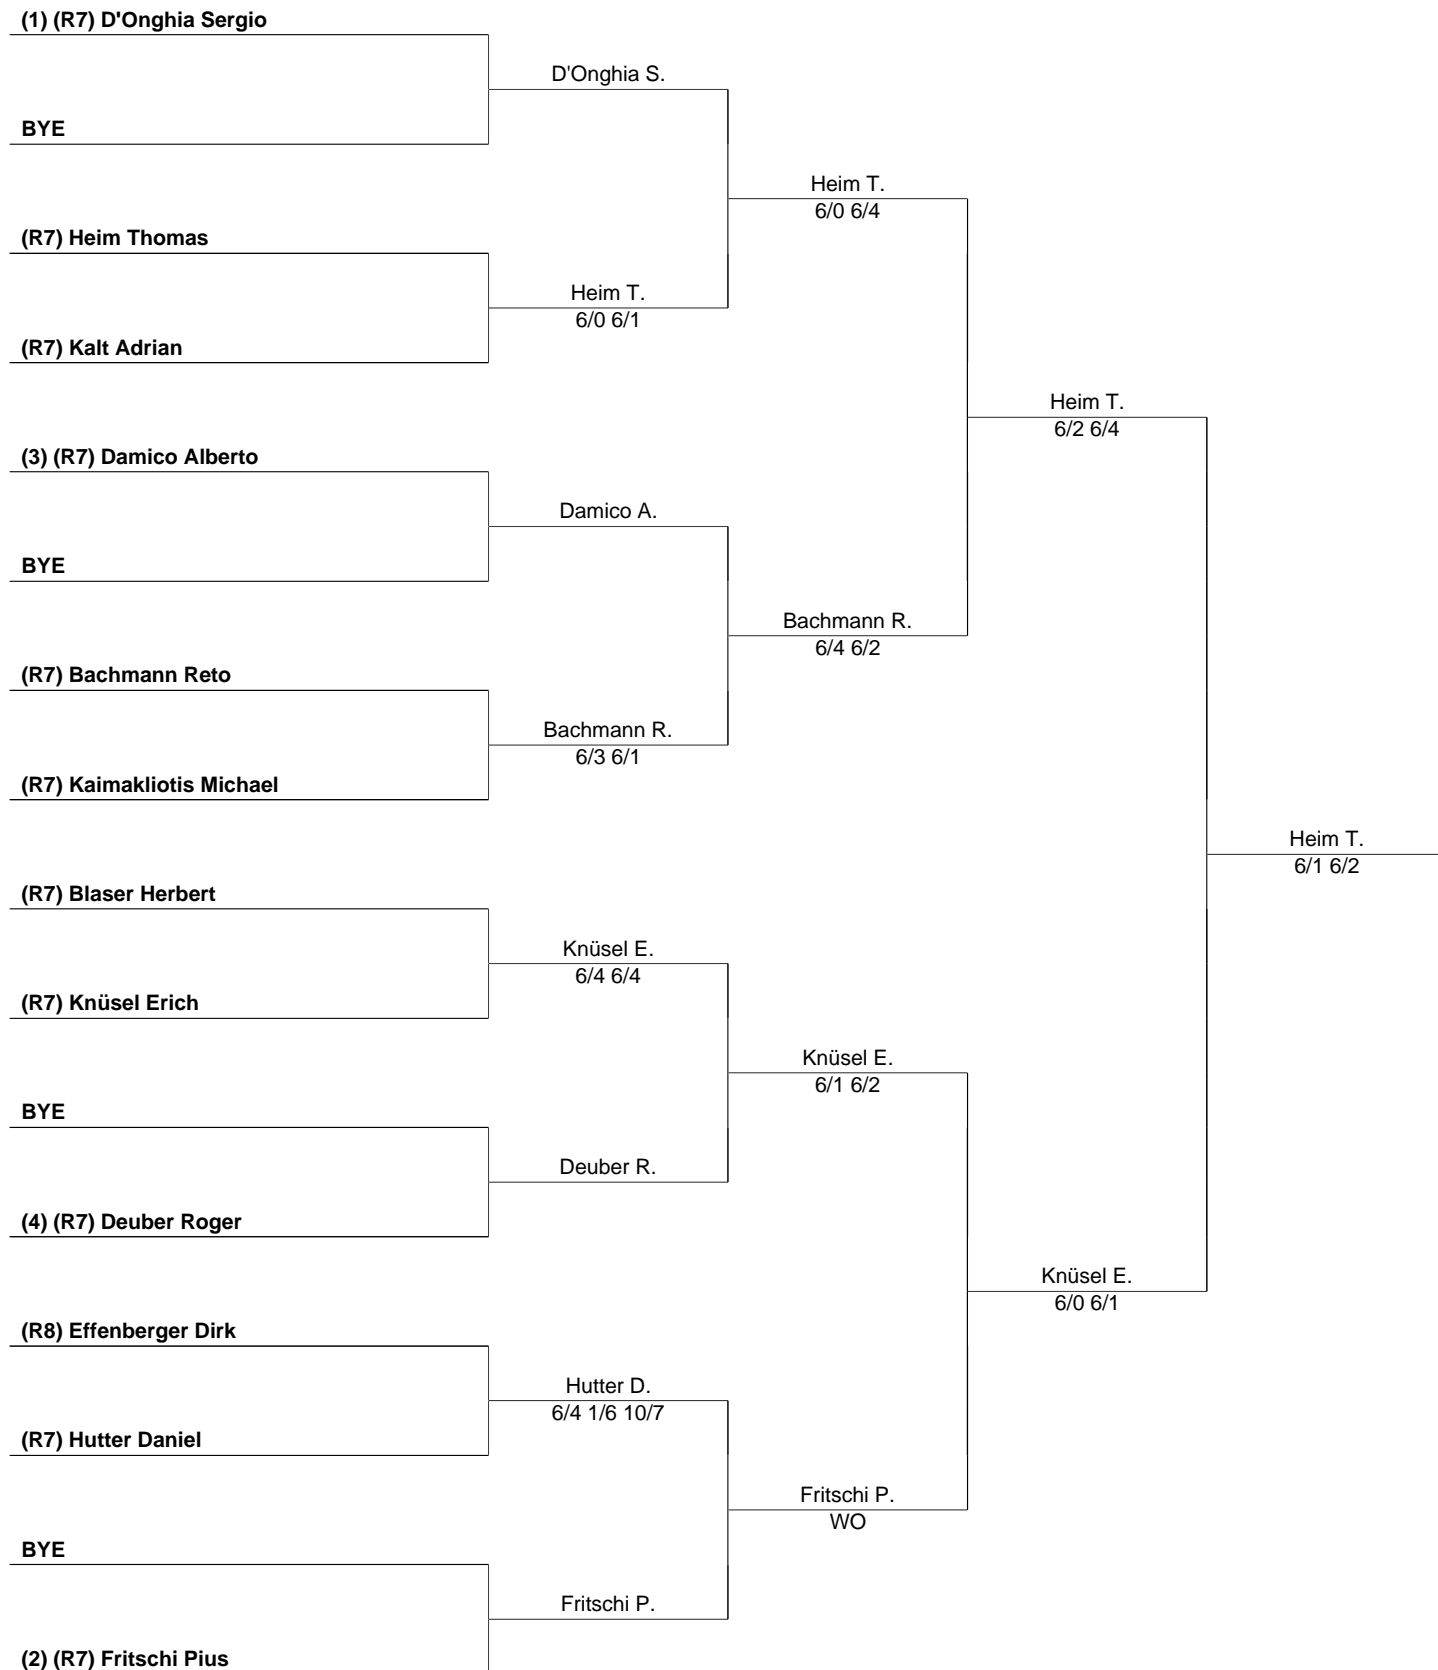 (1) (R7) D'Onghia Sergio
D'Onghia S.
BYE
Heim T.
6/0 6/4
(R7) Heim Thomas
Heim T.
6/0 6/1
(R7) Kalt Adrian
Heim T.
6/2 6/4
(3) (R7) Damico Alberto
Damico A.
BYE
Bachmann R.
6/4 6/2
(R7) Bachmann Reto
Bachmann R.
6/3 6/1
(R7) Kaimakliotis Michael
Heim T.
6/1 6/2
(R7) Blaser Herbert
Knüsel E.
6/4 6/4
(R7) Knüsel Erich
Knüsel E.
6/1 6/2
BYE
Deuber R.
(4) (R7) Deuber Roger
Knüsel E.
6/0 6/1
(R8) Effenberger Dirk
Hutter D.
6/4 1/6 10/7
(R7) Hutter Daniel
Fritschi P.
WO
BYE
Fritschi P.
(2) (R7) Fritschi Pius